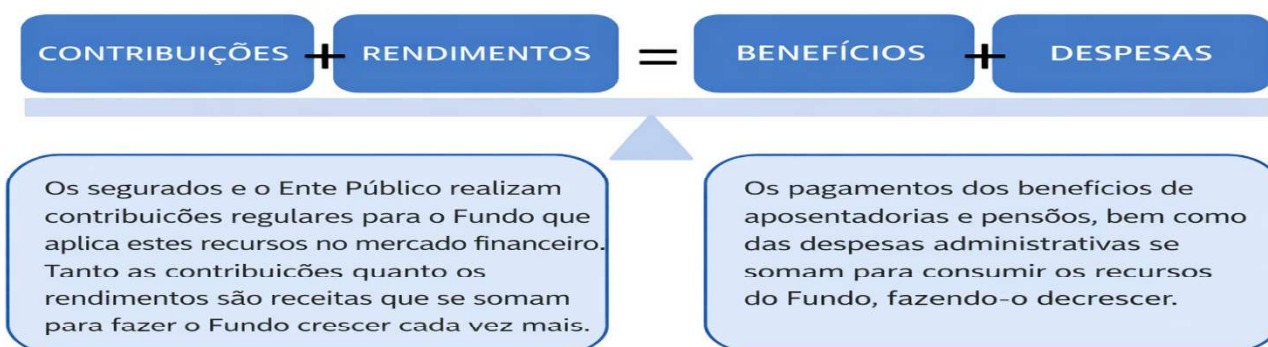 CONTRIBUIÇÕES + RENDIMENTOS = BENEFÍCIOS + DESPESAS
Os segurados e o Ente Público realizam
contribuicões regulares para o Fundo que
aplica estes recursos no mercado financeiro.
Tanto as contribuicões quanto os
rendimentos são receitas que se somam
para fazer o Fundo crescer cada vez mais.
Os pagamentos dos benefícios de
aposentadorias e pensõos, bem como
das despesas administrativas se
somam para consumir os recursos
do Fundo, fazendo-o decrescer.